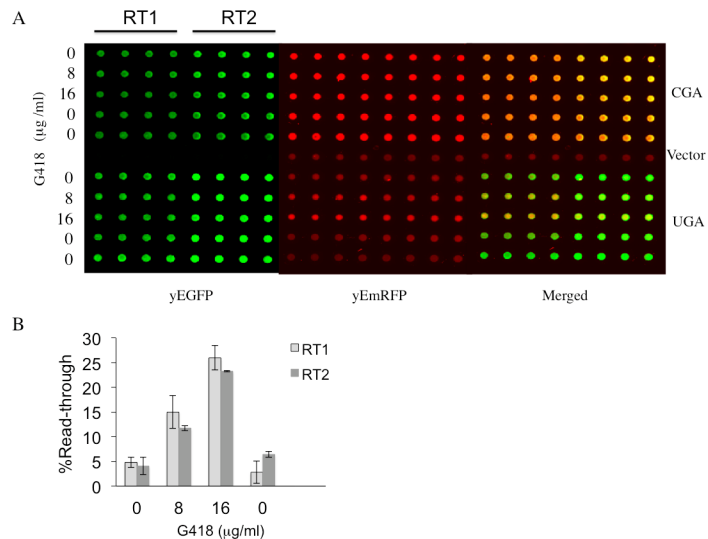 A
RT1 RT2
G418 (μg /ml)
0
8
16
0
0
CGA
Vector
0
8
16
0
0
UGA
yEGFP yEmRFP Merged
B
%Read-through
30
25
20
15
10
5
0
RT1
RT2
0 8 16 0
G418 (μg/ml)